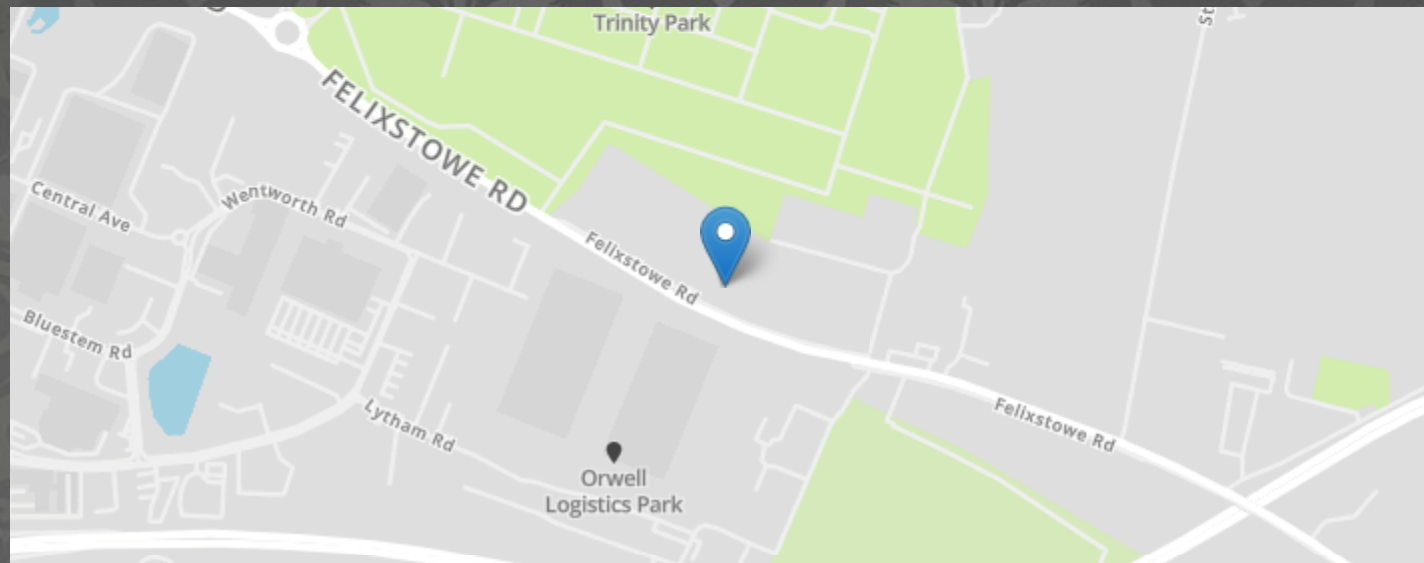 Trinity Park
St
FELIXSTOWE RD
Central Ave
Wentworth Rd
Felixstowe Rd
Bluestem Rd
Lytham Rd
Felixstowe Rd
Orwell
Logistics Park